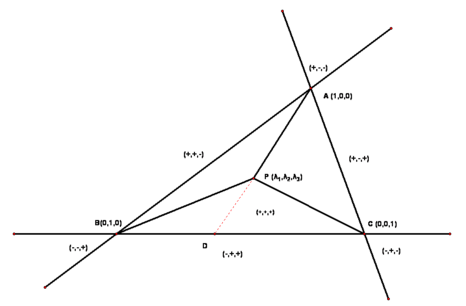 (+,-,-)
A (1,0,0)
(+,+,-)
(+,-,+)
P (λ₁,λ₂,λ₃)
(+,+,+)
B(0,1,0)
C (0,0,1)
(-,-,+)
D
(-,+,+)
(-,+,-)